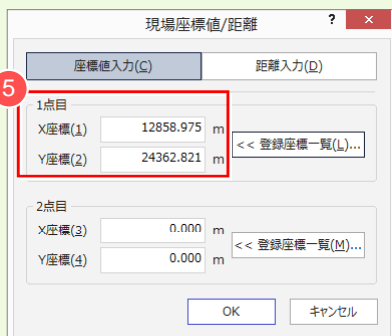 現場座標値/距離 ? ×
座標値入力(C) 距離入力(D)
5
1点目
X座標(1) 12858.975 m
<< 登録座標一覧(L)...
Y座標(2) 24362.821 m
2点目
X座標(3) 0.000 m
<< 登録座標一覧(M)...
Y座標(4) 0.000 m
OK キャンセル